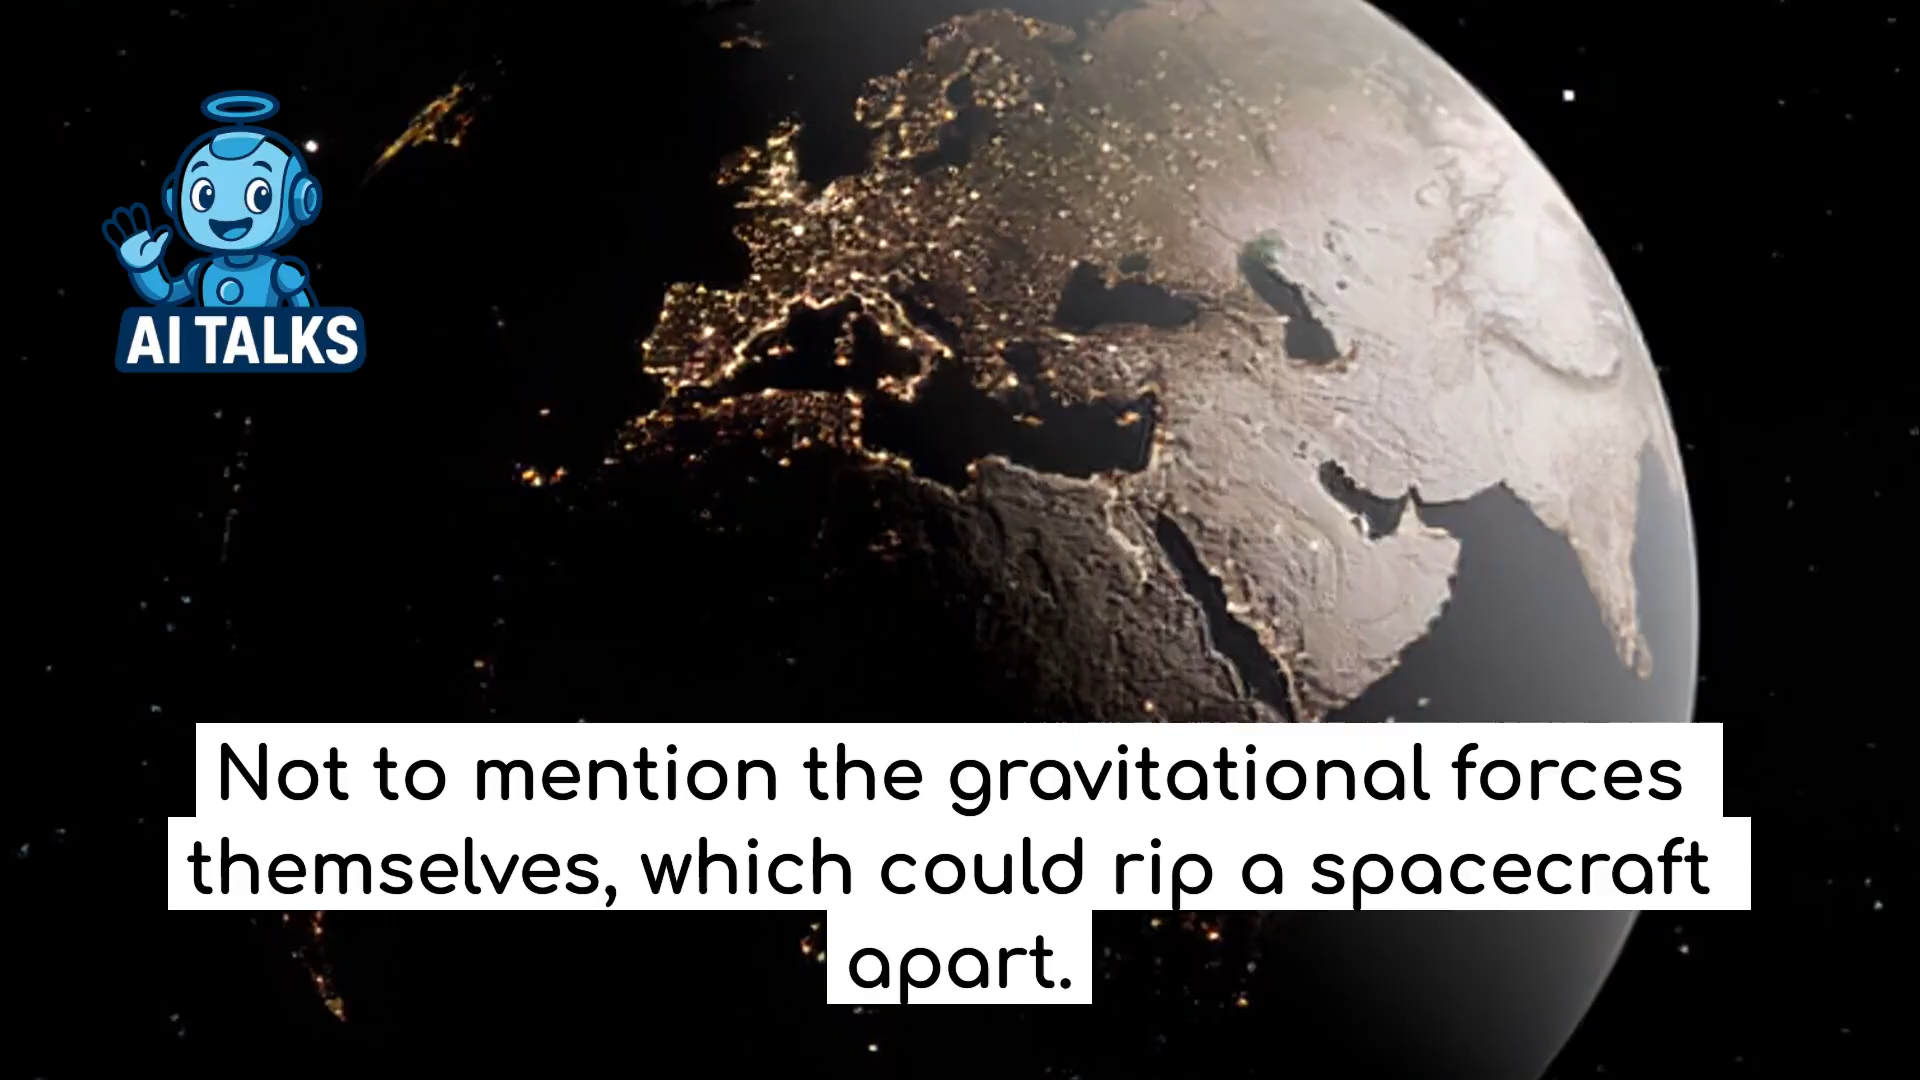 AI TALKS
Not to mention the gravitational forces
themselves, which could rip a spacecraft
apart.